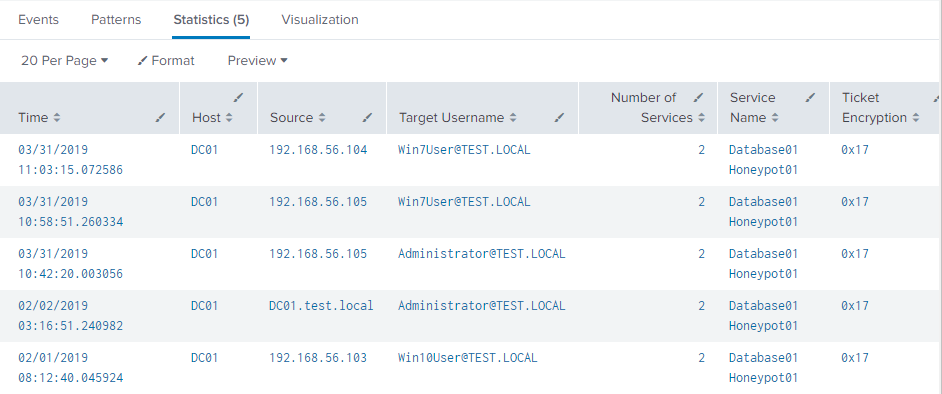 Events Patterns Statistics (5) Visualization
20 Per Page Format Preview
Number of Service Ticket
Time Host Source Target Username Services Name Encryption
03/31/2019 DC01 192.168.56.104 Win7User@TEST.LOCAL 2 Database01 0x17
11:03:15.072586 Honeypot01
03/31/2019 DC01 192.168.56.105 Win7User@TEST.LOCAL 2 Database01 0x17
10:58:51.260334 Honeypot01
03/31/2019 DC01 192.168.56.105 Administrator@TEST.LOCAL 2 Database01 0x17
10:42:20.003056 Honeypot01
02/02/2019 DC01 DC01.test.local Administrator@TEST.LOCAL 2 Database01 0x17
03:16:51.240982 Honeypot01
02/01/2019 DC01 192.168.56.103 Win10User@TEST.LOCAL 2 Database01 0x17
08:12:40.045924 Honeypot01